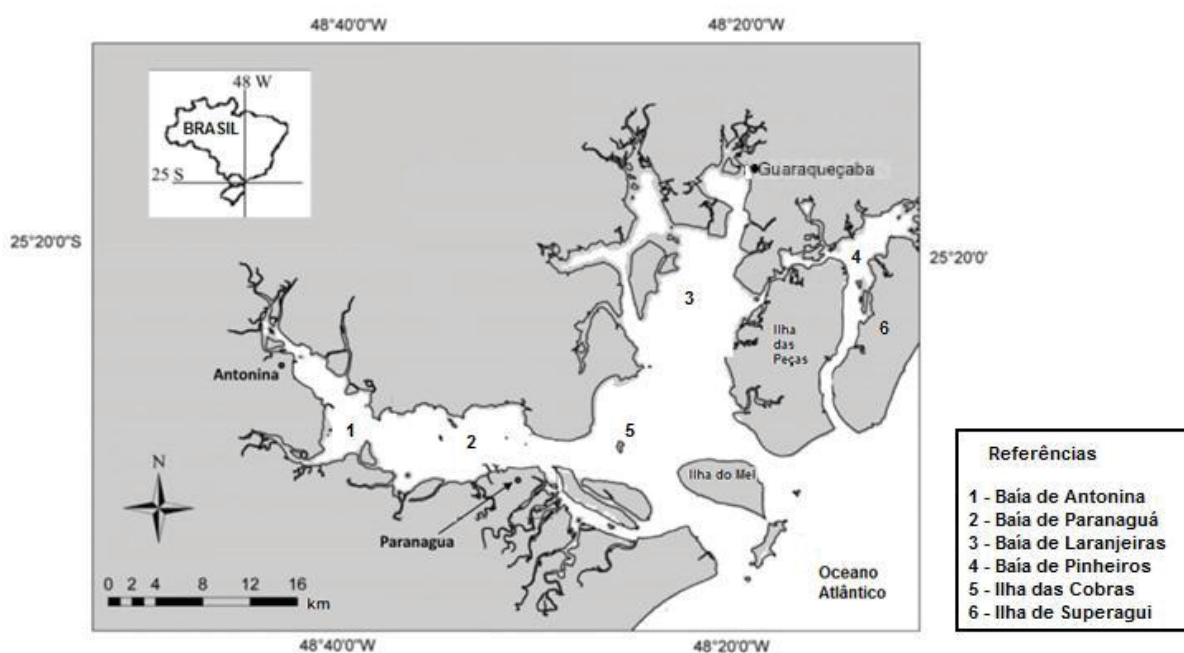 48°40'0"W
48°20'0"W
48 W
BRASIL
25 S
Guaraqueçaba
25°20'0"S
25°20'0'
4
3
6
Ilha
das
Peças
Antonina
1
2
5
Ilha do Mel
N
Paranagua
0 2 4 8 12 16
km
Oceano
Atlântico
48°40'0"W
48°20'0"W
Referências
1 - Baía de Antonina
2 - Baía de Paranaguá
3 - Baía de Laranjeiras
4 - Baía de Pinheiros
5 - Ilha das Cobras
6 - Ilha de Superagui